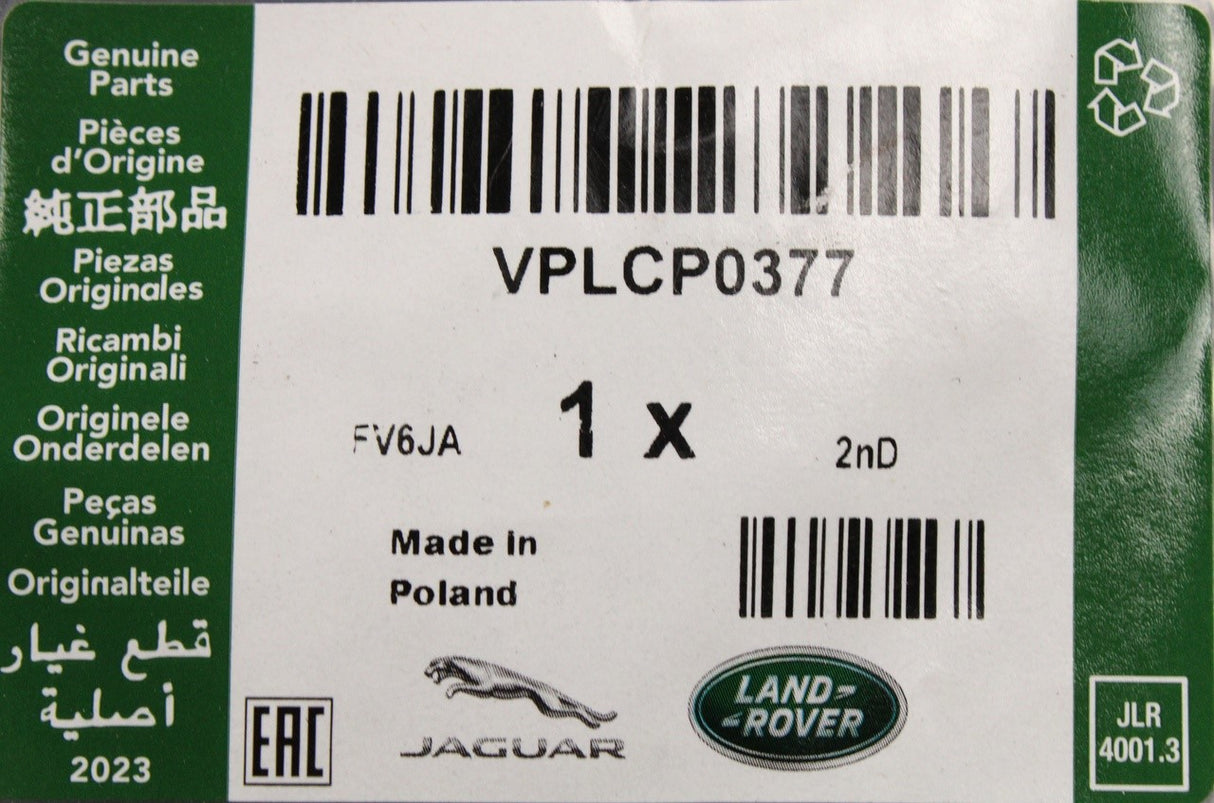 Genuine
Parts
Pièces
d'Origine
純正部品
Piezas
Originales
Ricambi
Originali
Originele
Onderdelen
Peças
Genuinas
Originalteile
قطع غيار
أصلية
2023
VPLCP0377
FV6JA
1 x
2nD
Made in
Poland
EAC
JAGUAR
LAND-
-ROVER
JLR
4001.3